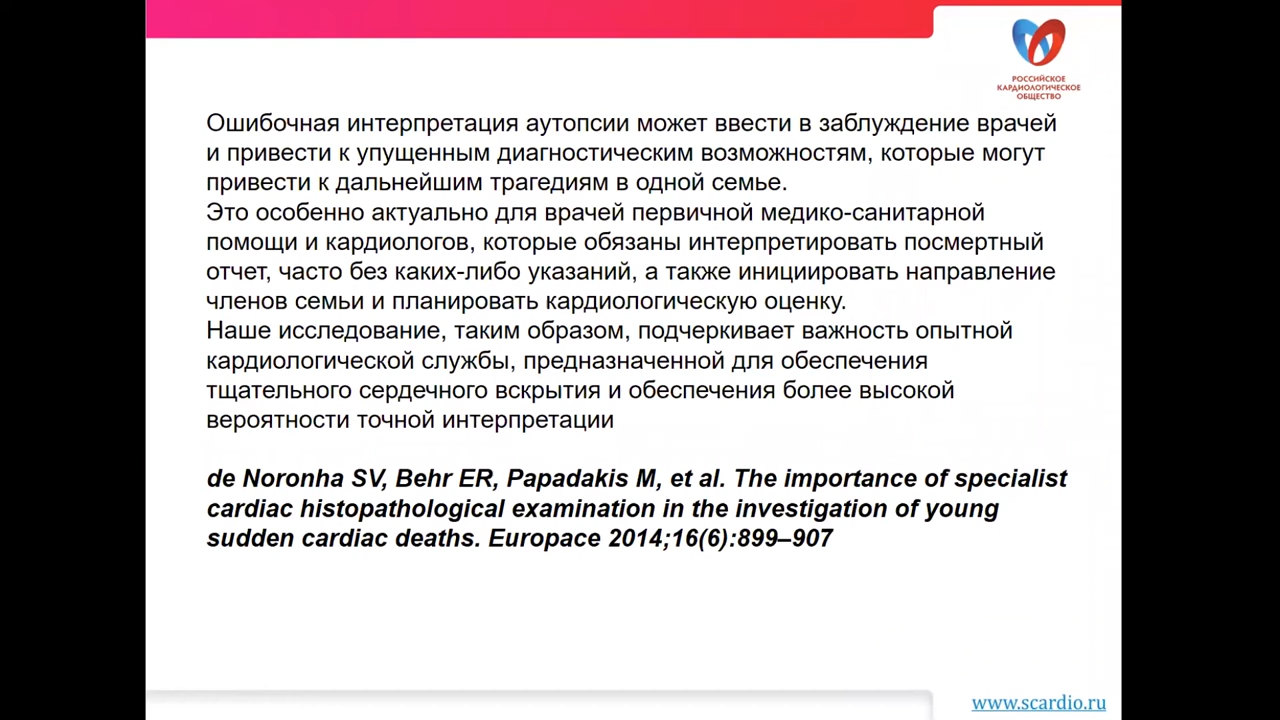 РОССИЙСКОЕ
КАРДИОЛОГИЧЕСКОЕ
ОБЩЕСТВО
Ошибочная интерпретация аутопсии может ввести в заблуждение врачей
и привести к упущенным диагностическим возможностям, которые могут
привести к дальнейшим трагедиям в одной семье.
Это особенно актуально для врачей первичной медико-санитарной
помощи и кардиологов, которые обязаны интерпретировать посмертный
отчет, часто без каких-либо указаний, а также инициировать направление
членов семьи и планировать кардиологическую оценку.
Наше исследование, таким образом, подчеркивает важность опытной
кардиологической службы, предназначенной для обеспечения
тщательного сердечного вскрытия и обеспечения более высокой
вероятности точной интерпретации
de Noronha SV, Behr ER, Papadakis M, et al. The importance of specialist
cardiac histopathological examination in the investigation of young
sudden cardiac deaths. Europace 2014;16(6):899–907
www.scardio.ru